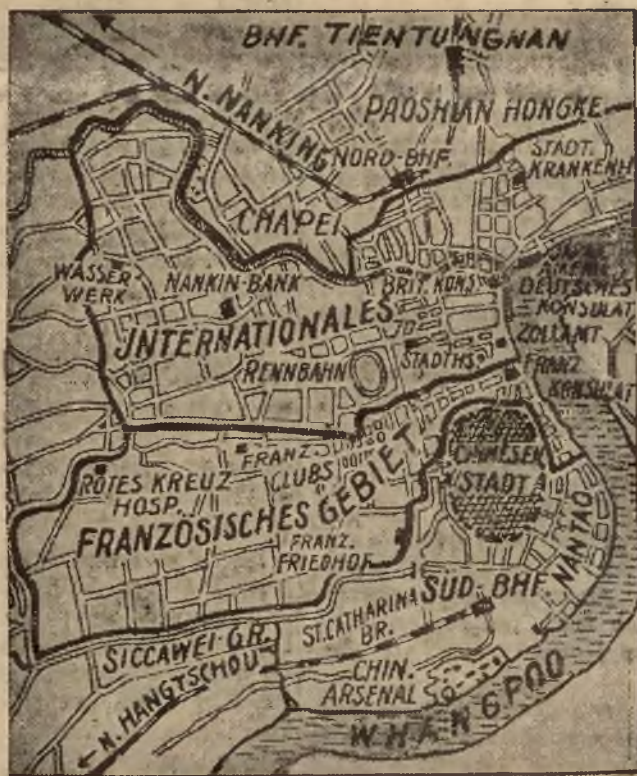 BHF. TIENTUNGNAN
N. NANKING
PAOSHAN HONGKE
NORD-BHF.
STÄDT.
KRANKENH.
CHAPEI
WASSER
WERK
NANKIN-BANK
BRIT. KONS.
DEUTSCHES
KONSULAT
INTERNATIONALES
ZOLLAMT
RENNBAHN
STADTHS.
FRANZ.
KONSULAT
CHINESEN
STADT
FRANZ.
CLUBS
ROTES KREUZ
HOSP.
FRANZÖSISCHES GEBIET
FRANZ.
FRIEDHOF
NANTAO
SÜD-BHF.
ST. CATHARINA
BR.
SICCAWEI-GR.
N. HANGTSCHOU
CHIN.
ARSENAL
WHANGPOO